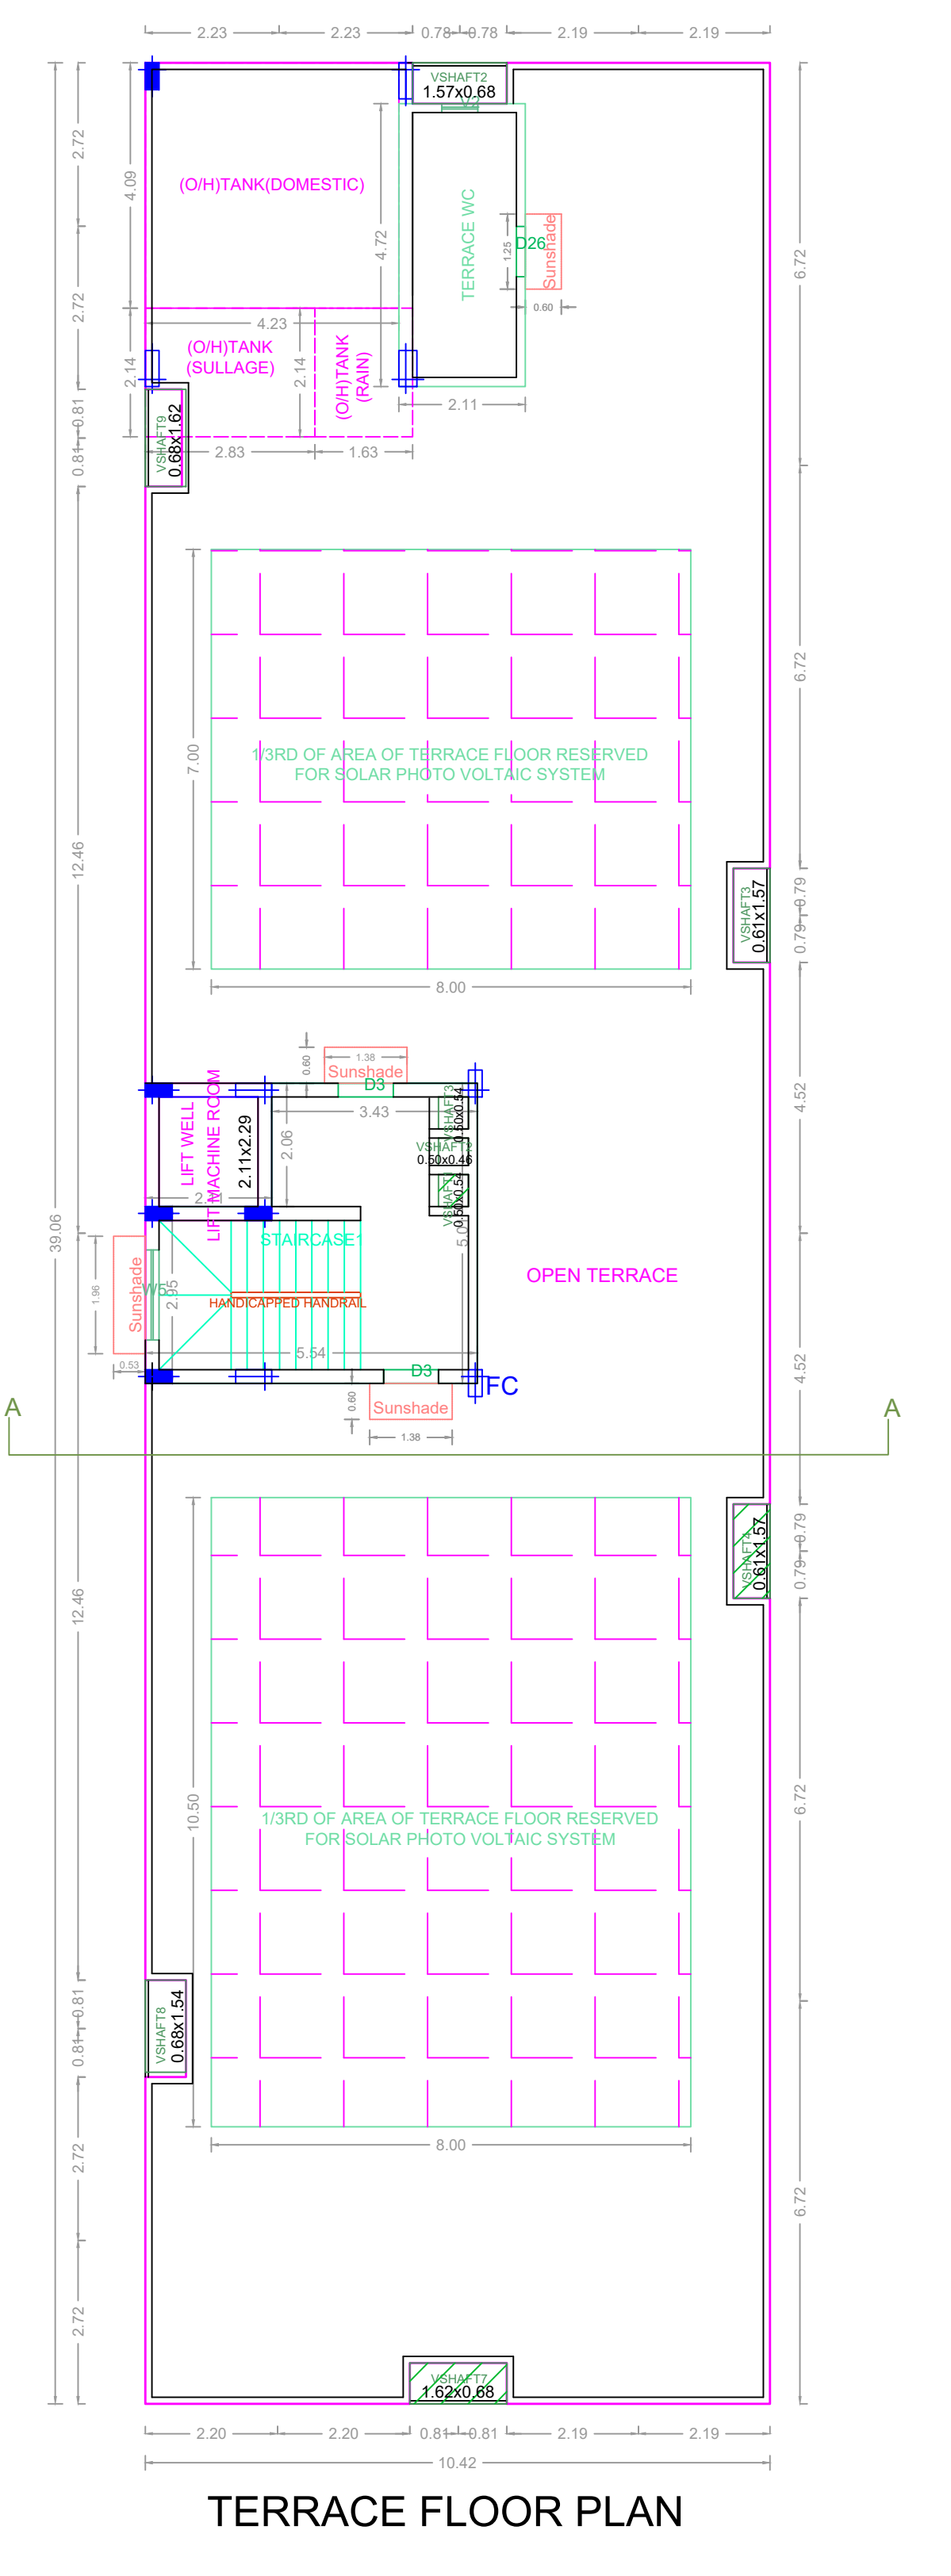 2.23 2.23 0.78 0.78 2.19 2.19
VSHAFT2
1.57x0.68
V2
2.72
4.09
(O/H)TANK(DOMESTIC)
4.72
TERRACE WC
1.25
D26
Sunshade
0.60
6.72
2.72
4.23
2.14
(O/H)TANK
(SULLAGE)
2.14
(O/H)TANK
(RAIN)
2.11
0.81
0.81
VSHAFT9
0.68x1.62
2.83 1.63
7.00
6.72
1/3RD OF AREA OF TERRACE FLOOR RESERVED
FOR SOLAR PHOTO VOLTAIC SYSTEM
12.46
8.00
VSHAFT3
0.61x1.57
0.79
0.79
0.60
1.38
Sunshade
D3
3.43
4.52
LIFT WELL
LIFT MACHINE ROOM
2.11x2.29
2.06
VSHAFT3
0.50x0.54
0.50x0.46
0.50x0.54
STAIRCASE1
39.06
1.96
Sunshade
W5
2.95
HANDICAPPED HANDRAIL
OPEN TERRACE
5.54
0.53
D3
FC
0.60
Sunshade
1.38
4.52
A A
10.50
VSHAFT4
0.61x1.57
0.79
0.79
12.46
1/3RD OF AREA OF TERRACE FLOOR RESERVED
FOR SOLAR PHOTO VOLTAIC SYSTEM
6.72
0.81
0.81
VSHAFT8
0.68x1.54
8.00
2.72
6.72
2.72
VSHAFT7
1.62x0.68
2.20 2.20 0.81 0.81 2.19 2.19
10.42
TERRACE FLOOR PLAN